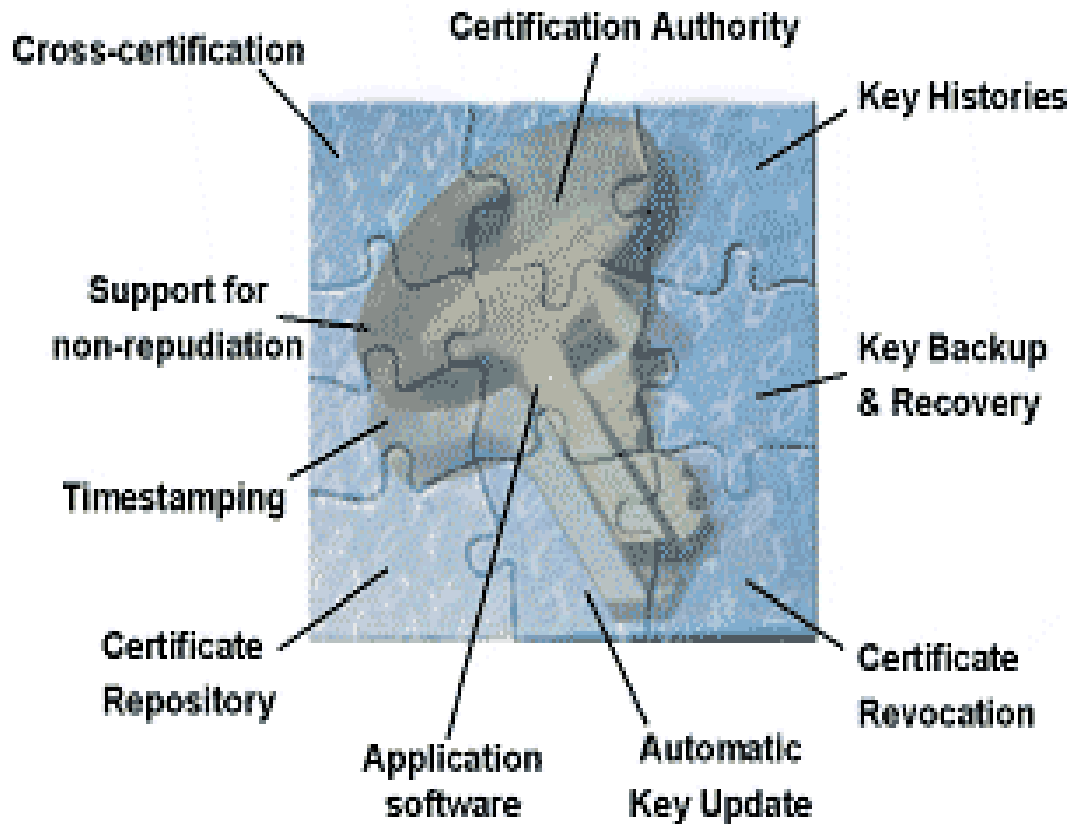 Certification Authority
Cross-certification
Key Histories
Support for
non-repudiation
Key Backup
& Recovery
Timestamping
Certificate
Repository
Certificate
Revocation
Application
software
Automatic
Key Update